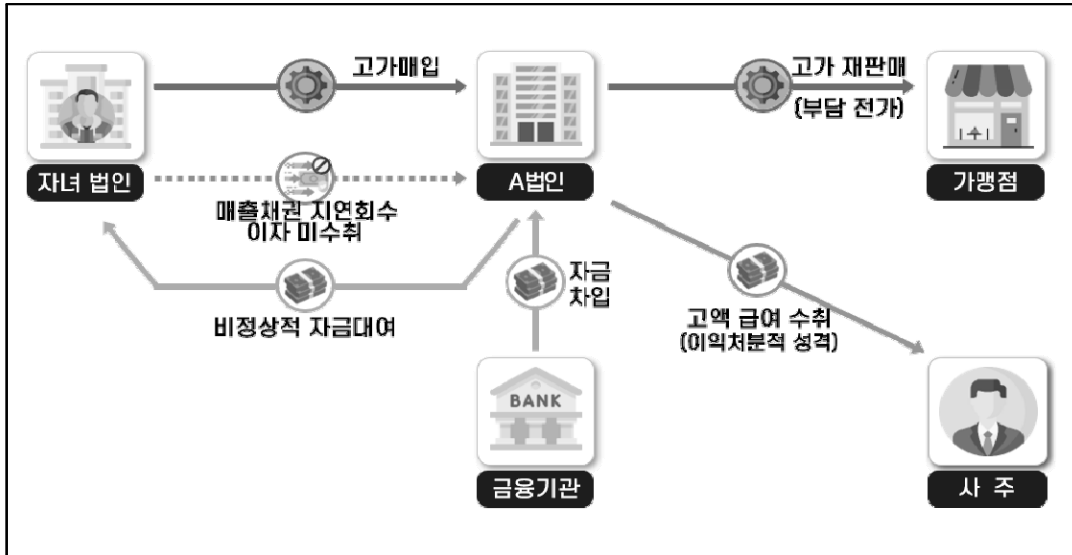 고가매입
고가 재판매
(부담 전가)
자녀 법인
A법인
가맹점
매출채권 지연회수
이자 미수취
자금
차입
비정상적 자금대여
고액 급여 수취
(이익처분적 성격)
BANK
금융기관
사 주